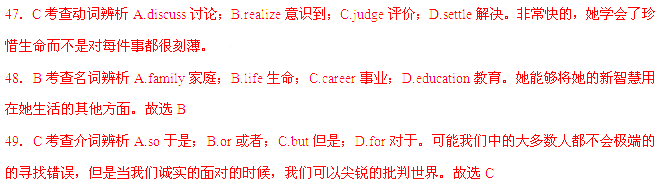 47．C 考查动词辨析 A.discuss 讨论；B.realize 意识到；C.judge 评价；D.settle 解决。非常快的，她学会了珍
惜生命而不是对每件事都很刻薄。
48．B 考查名词辨析 A.family 家庭；B.life 生命；C.career 事业；D.education 教育。她能够将她的新智慧用
在她生活的其他方面。故选 B
49．C 考查介词辨析 A.so 于是；B.or 或者；C.but 但是；D.for 对于。可能我们中的大多数人都不会极端的
的寻找错误，但是当我们诚实的面对的时候，我们可以尖锐的批判世界。故选 C